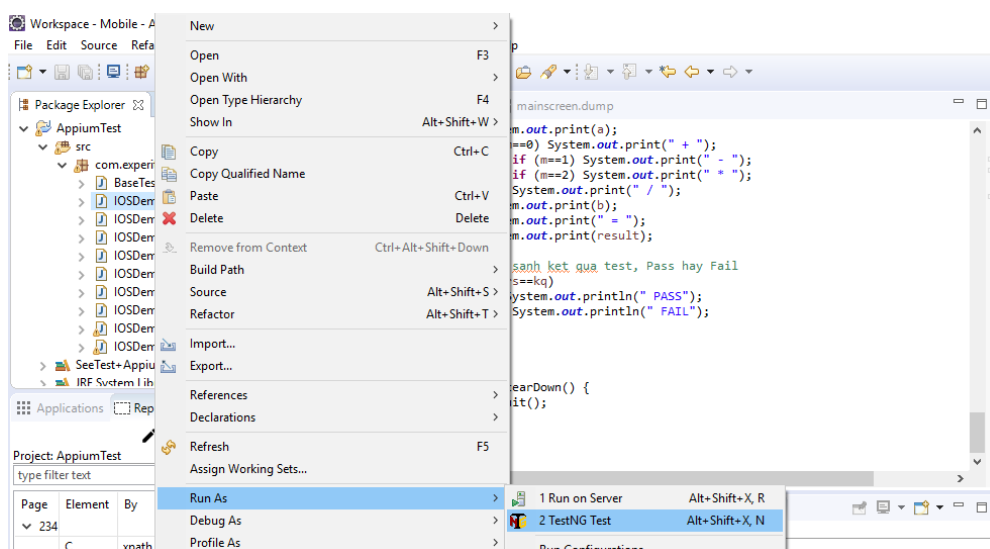 Workspace - Mobile - A
File Edit Source Refa
Package Explorer
AppiumTest
src
com.experi
BaseTes
IOSDem
IOSDem
IOSDem
IOSDem
IOSDem
IOSDem
IOSDem
IOSDem
IOSDem
SeeTest+Appiu
JRE System Lib
Applications
Rep
Project: AppiumTest
type filter text
Page Element By
234
C xpath
New
Open F3
Open With
Open Type Hierarchy F4
Show In Alt+Shift+W
Copy Ctrl+C
Copy Qualified Name
Paste Ctrl+V
Delete Delete
Remove from Context Ctrl+Alt+Shift+Down
Build Path
Source Alt+Shift+S
Refactor Alt+Shift+T
Import...
Export...
References
Declarations
Refresh F5
Assign Working Sets...
Run As
Debug As
Profile As
1 Run on Server Alt+Shift+X, R
2 TestNG Test Alt+Shift+X, N
Run Configurations...
p
mainscreen.dump
m.out.print(a);
==0) System.out.print(" + ");
if (m==1) System.out.print(" - ");
if (m==2) System.out.print(" * ");
System.out.print(" / ");
m.out.print(b);
m.out.print(" = ");
m.out.print(result);
sanh ket qua test, Pass hay Fail
s==kq)
ystem.out.println(" PASS");
System.out.println(" FAIL");
earDown() {
it();